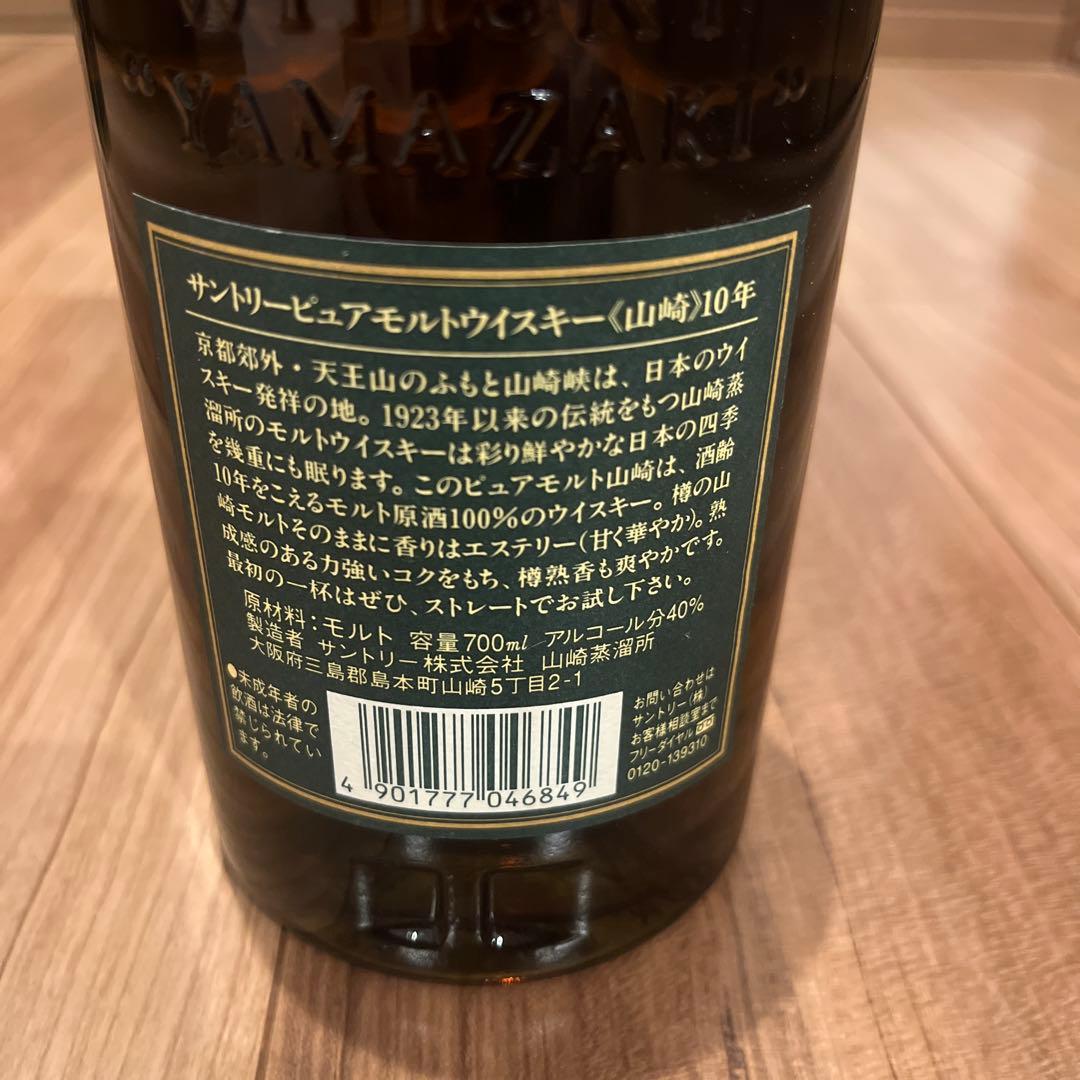 WHISKY
"YAMAZAKI"
サントリーピュアモルトウイスキー《山崎》10年
京都郊外・天王山のふもと山崎峡は、日本のウイ
スキー発祥の地。1923年以来の伝統をもつ山崎蒸
溜所のモルトウイスキーは彩り鮮やかな日本の四季
を幾重にも眠ります。このピュアモルト山崎は、酒齢
10年をこえるモルト原酒100%のウイスキー。樽の山
崎モルトそのままに香りはエステリー(甘く華やか)。熟
成感のある力強いコクをもち、樽熟香も爽やかです。
最初の一杯はぜひ、ストレートでお試し下さい。
原材料:モルト 容量700ml アルコール分40%
製造者 サントリー株式会社 山崎蒸溜所
大阪府三島郡島本町山崎5丁目2-1
●未成年者の
飲酒は法律で
禁じられてい
ます。
4 901777 046849
お問い合わせは
サントリー(株)
お客様相談室まで
フリーダイヤル
0120-139310